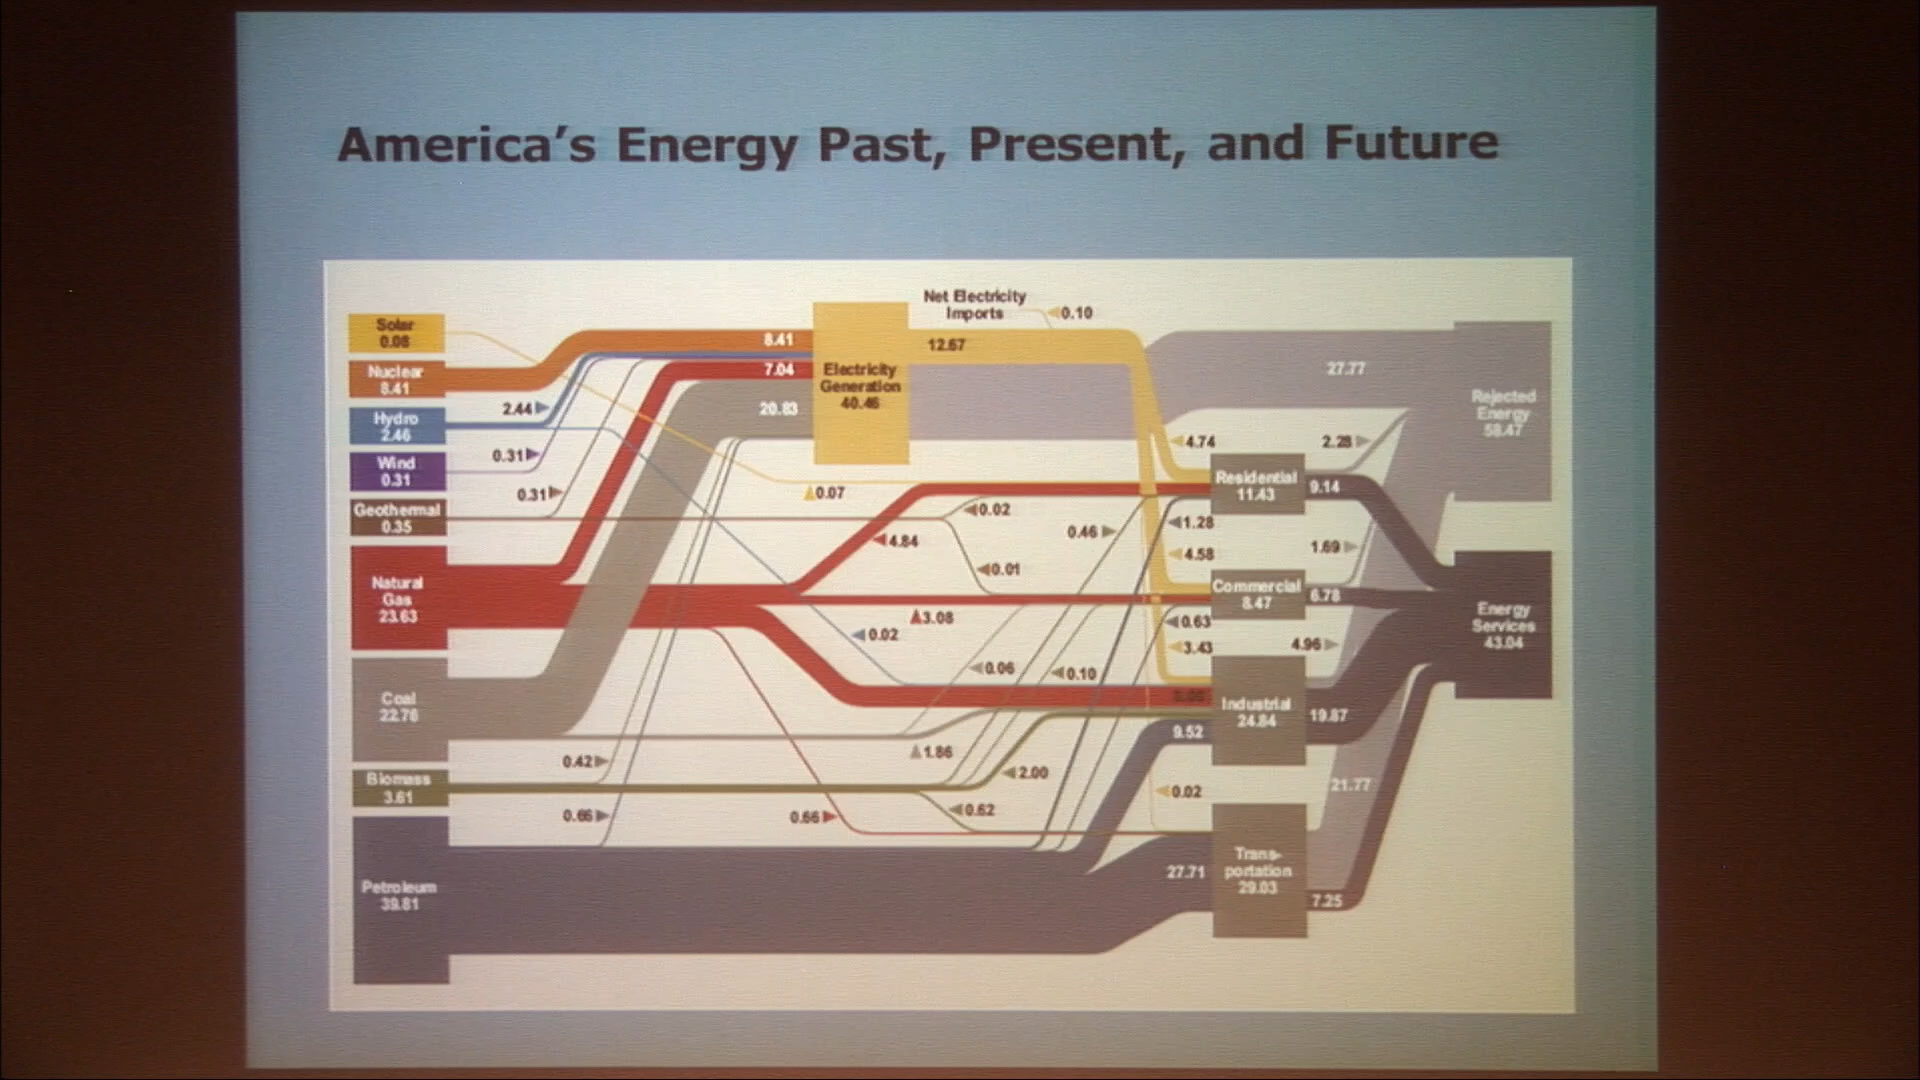 America's Energy Past, Present, and Future
Net Electricity
Imports
0.10
Solar
0.08
Nuclear
8.41
Hydro
2.46
Wind
0.31
Geothermal
0.35
Natural
Gas
23.63
Coal
22.76
Biomass
3.61
Petroleum
39.81
2.44
0.31
0.31
8.41
7.04
20.83
Electricity
Generation
40.46
12.67
27.77
0.07
0.02
4.84
0.01
3.08
0.02
0.06
0.10
0.46
1.86
2.00
0.62
0.42
0.66
0.66
4.74
1.28
4.58
0.63
3.43
9.52
0.02
27.71
Residential
11.43
Commercial
8.47
Industrial
24.84
Trans-
portation
29.03
2.28
9.14
1.69
6.78
4.96
19.87
21.77
7.25
Rejected
Energy
58.47
Energy
Services
43.04